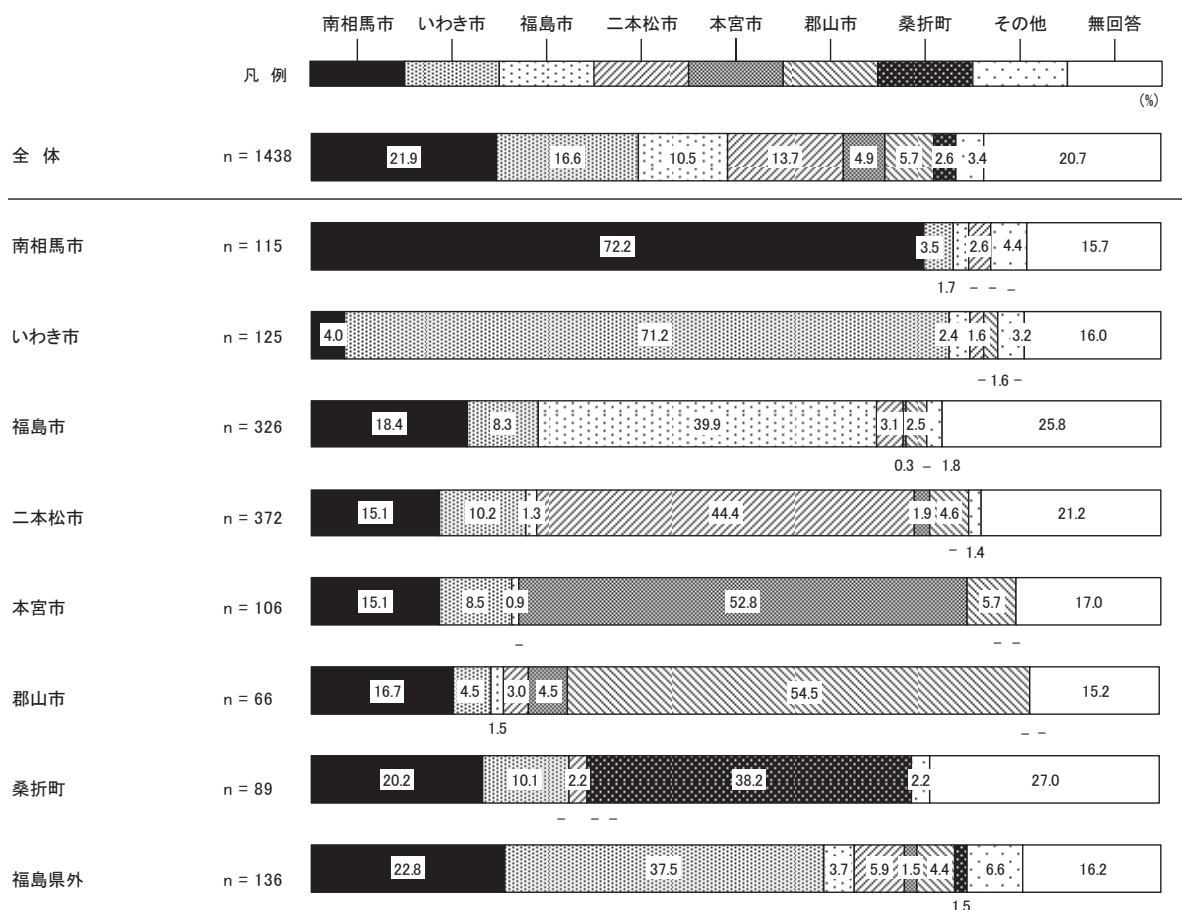 南相馬市 いわき市 福島市 二本松市 本宮市 郡山市 桑折町 その他 無回答
凡 例
(%)
全 体 n = 1438 21.9 16.6 10.5 13.7 4.9 5.7 2.6 3.4 20.7
南相馬市 n = 115 72.2 3.5 2.6 4.4 15.7
1.7 － － －
いわき市 n = 125 4.0 71.2 2.4 1.6 3.2 16.0
－ 1.6 －
福島市 n = 326 18.4 8.3 39.9 3.1 2.5 25.8
0.3 － 1.8
二本松市 n = 372 15.1 10.2 1.3 44.4 1.9 4.6 21.2
－ 1.4
本宮市 n = 106 15.1 8.5 0.9 52.8 5.7 17.0
－ － －
郡山市 n = 66 16.7 4.5 3.0 4.5 54.5 15.2
1.5 － －
桑折町 n = 89 20.2 10.1 2.2 38.2 2.2 27.0
－ － －
福島県外 n = 136 22.8 37.5 3.7 5.9 1.5 4.4 6.6 16.2
1.5